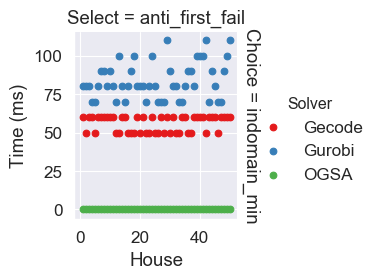 Select = anti_first_fail
Choice = indomain_min
Time (ms)
100
75
50
25
0
0
20
40
House
Solver
Gecode
Gurobi
OGSA